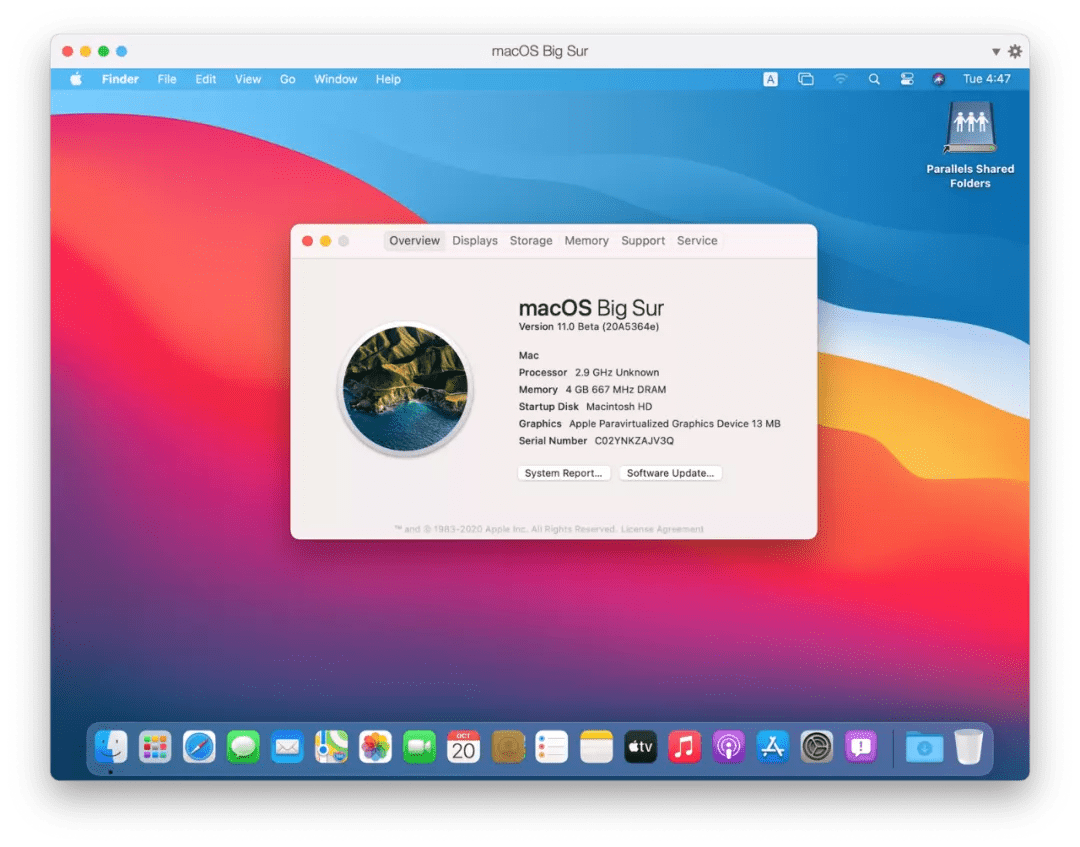 macOS Big Sur
Finder File Edit View Go Window Help
A
Tue 4:47
Parallels Shared
Folders
Overview Displays Storage Memory Support Service
macOS Big Sur
Version 11.0 Beta (20A5364e)
Mac
Processor 2.9 GHz Unknown
Memory 4 GB 667 MHz DRAM
Startup Disk Macintosh HD
Graphics Apple Paravirtualized Graphics Device 13 MB
Serial Number C02YNKZAJV3Q
System Report... Software Update...
™ and © 1983-2020 Apple Inc. All Rights Reserved. License Agreement
OCT
20
tv